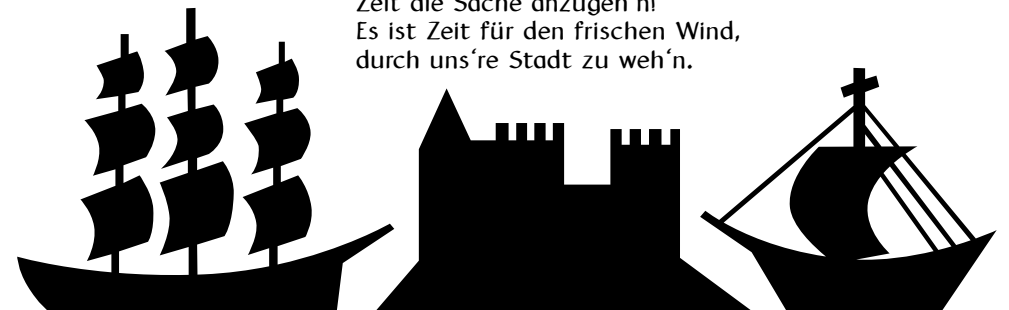 Zeit die Sache anzugeh'n!
Es ist Zeit für den frischen Wind,
durch uns‘re Stadt zu weh‘n.